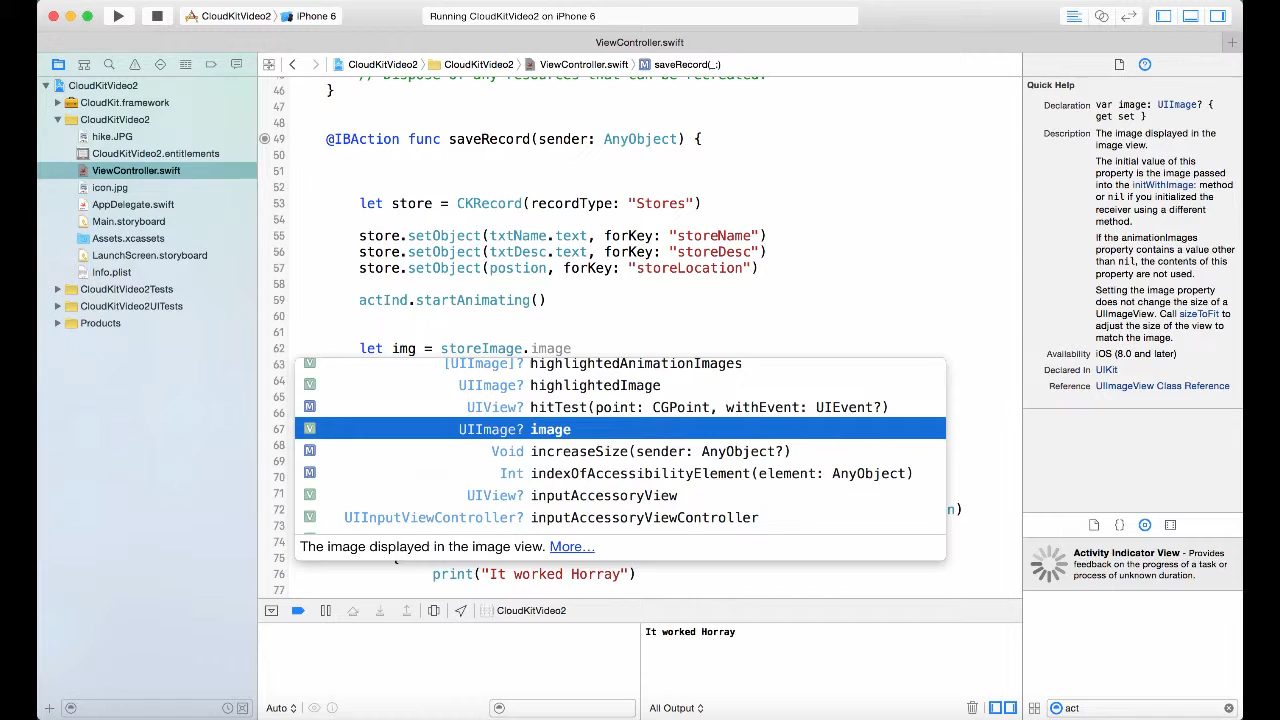 CloudKitVideo2 iPhone 6
Running CloudKitVideo2 on iPhone 6
ViewController.swift
CloudKitVideo2 CloudKitVideo2 ViewController.swift M saveRecord(_:)
CloudKitVideo2
CloudKit.framework
CloudKitVideo2
hike.JPG
CloudKitVideo2.entitlements
ViewController.swift
icon.jpg
AppDelegate.swift
Main.storyboard
Assets.xcassets
LaunchScreen.storyboard
Info.plist
CloudKitVideo2Tests
CloudKitVideo2UITests
Products
// Dispose of any resources that can be recreated.
46 }
47
48
49 @IBAction func saveRecord(sender: AnyObject) {
50
51
52
53 let store = CKRecord(recordType: "Stores")
54
55 store.setObject(txtName.text, forKey: "storeName")
56 store.setObject(txtDesc.text, forKey: "storeDesc")
57 store.setObject(postion, forKey: "storeLocation")
58
59 actInd.startAnimating()
60
61
62 let img = storeImage.image
63
64
65
66
67
68
69
70
71
72 n)
73
74
75 {
76 print("It worked Horray")
77
V [UIImage]? highlightedAnimationImages
V UIImage? highlightedImage
M UIView? hitTest(point: CGPoint, withEvent: UIEvent?)
V UIImage? image
M Void increaseSize(sender: AnyObject?)
M Int indexOfAccessibilityElement(element: AnyObject)
V UIView? inputAccessoryView
V UIInputViewController? inputAccessoryViewController
The image displayed in the image view. More...
CloudKitVideo2
It worked Horray
Auto
All Output
Quick Help
Declaration var image: UIImage? {
get set }
Description The image displayed in the
image view.
The initial value of this
property is the image passed
into the initWithImage: method
or nil if you initialized the
receiver using a different
method.
If the animationImages
property contains a value other
than nil, the contents of this
property are not used.
Setting the image property
does not change the size of a
UIImageView. Call sizeToFit to
adjust the size of the view to
match the image.
Availability iOS (8.0 and later)
Declared In UIKit
Reference UIImageView Class Reference
Activity Indicator View - Provides
feedback on the progress of a task or
process of unknown duration.
act